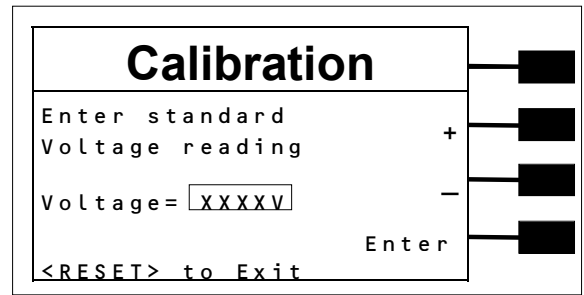 Calibration
Enter standard
Voltage reading
+
Voltage= XXXXV
–
Enter
<RESET> to Exit